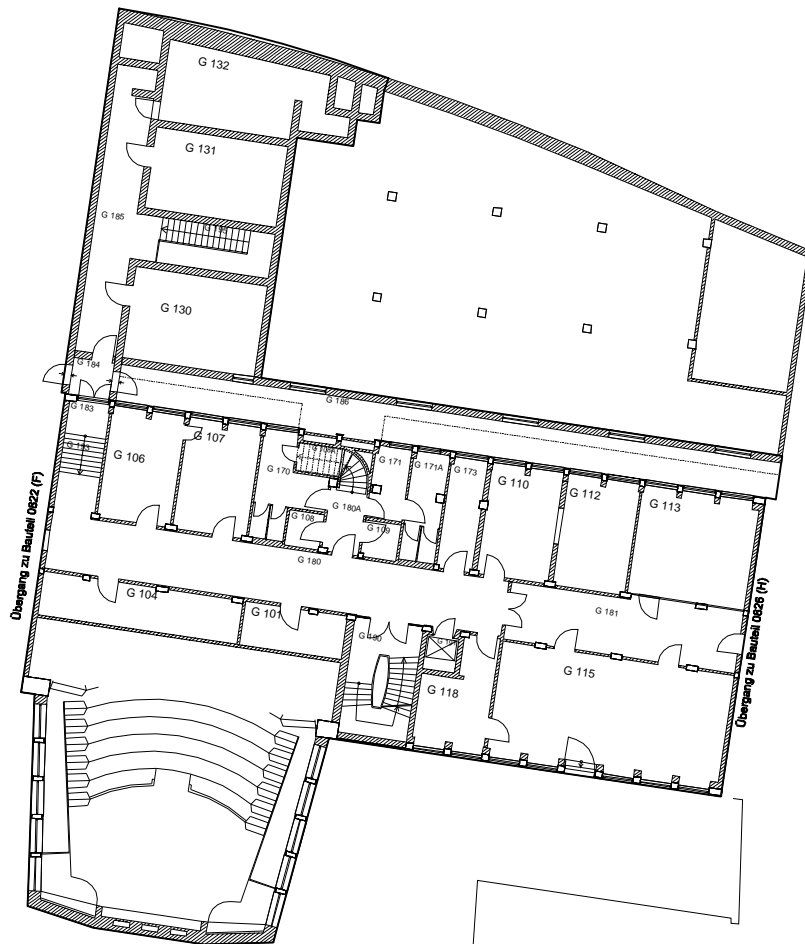 G 132
G 131
G 185
G 130
G 184
G 186
G 183
G 106
G 107
G 170
G 171
G 171A
G 173
G 110
G 112
G 113
G 108
G 180A
G 109
G 180
G 104
G 101
G 181
G 190
G 115
G 118
Übergang zu Bauteil 0822 (F)
Übergang zu Bauteil 0826 (H)